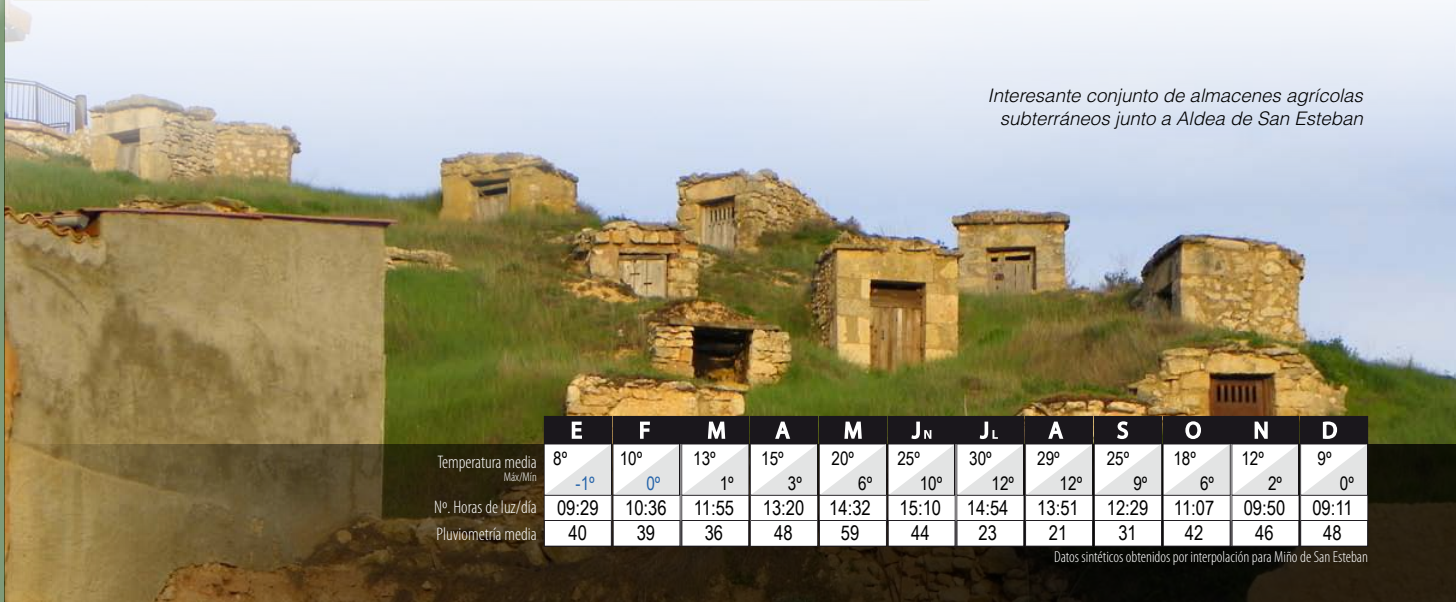 Interesante conjunto de almacenes agrícolas
subterráneos junto a Aldea de San Esteban
E F M A M JN JL A S O N D
Temperatura media
Máx/Mín
8º 10º 13º 15º 20º 25º 30º 29º 25º 18º 12º 9º
-1º 0º 1º 3º 6º 10º 12º 12º 9º 6º 2º 0º
Nº. Horas de luz/día 09:29 10:36 11:55 13:20 14:32 15:10 14:54 13:51 12:29 11:07 09:50 09:11
Pluviometría media 40 39 36 48 59 44 23 21 31 42 46 48
Datos sintéticos obtenidos por interpolación para Miño de San Esteban